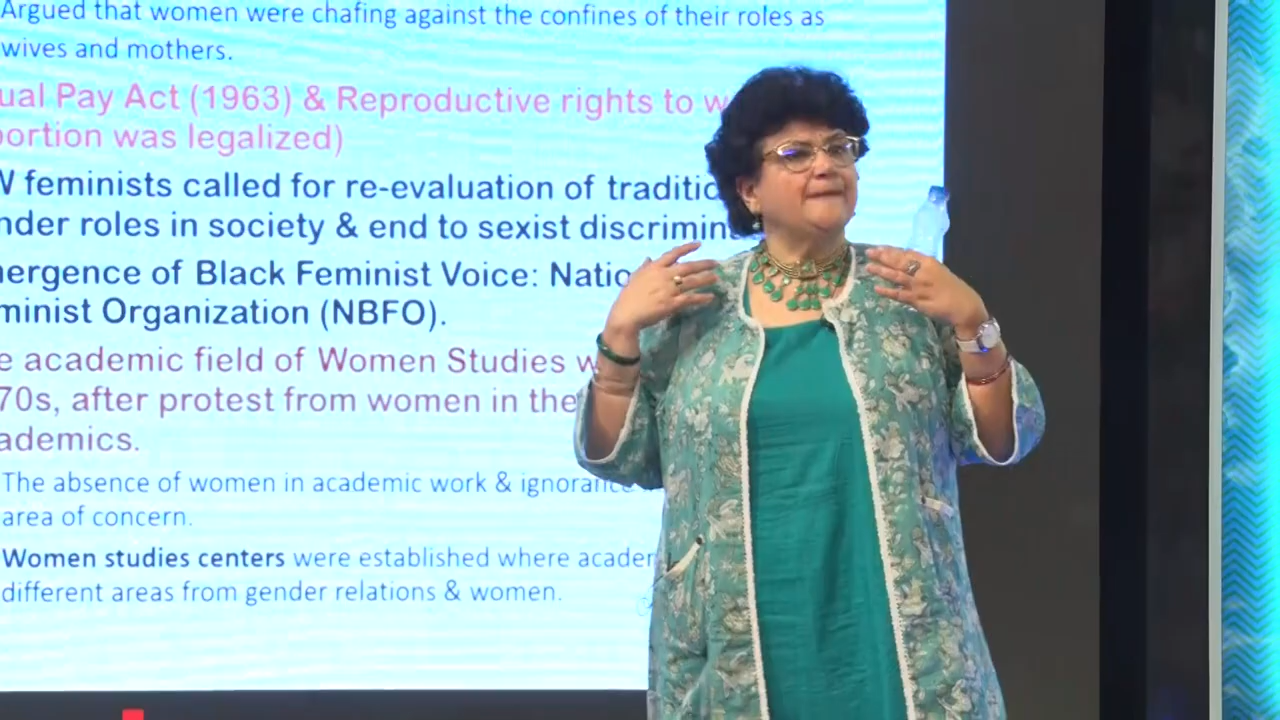 Argued that women were chafing against the confines of their roles as
wives and mothers.
ual Pay Act (1963) & Reproductive rights to w
ortion was legalized)
W feminists called for re-evaluation of traditio
nder roles in society & end to sexist discrimin
nergence of Black Feminist Voice: Natio
minist Organization (NBFO).
e academic field of Women Studies w
70s, after protest from women in the
ademics.
The absence of women in academic work & ignorance
area of concern.
Women studies centers were established where acader
different areas from gender relations & women.